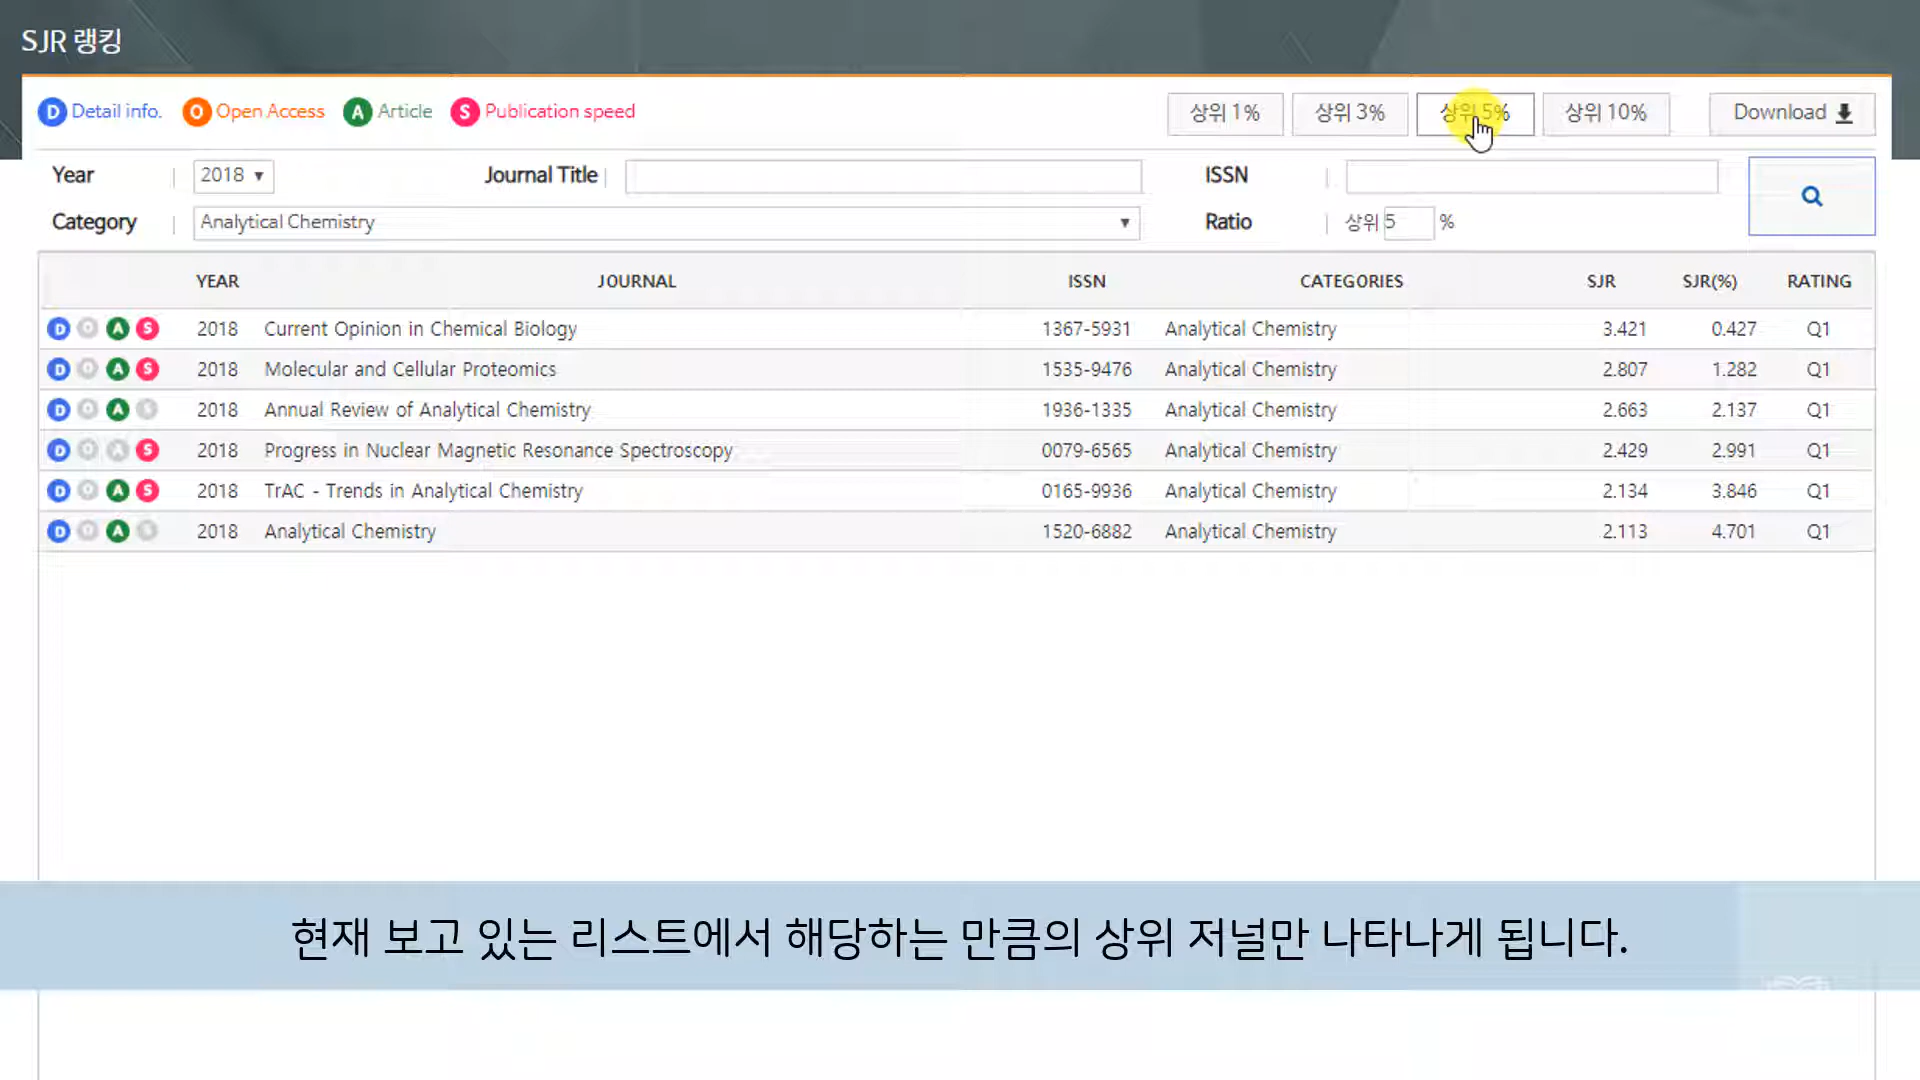 SJR 랭킹
D Detail info. O Open Access A Article S Publication speed 상위 1% 상위 3% 상위 5% 상위 10% Download
Year 2018 Journal Title ISSN
Category Analytical Chemistry Ratio 상위 5 %
YEAR JOURNAL ISSN CATEGORIES SJR SJR(%) RATING
D O A S 2018 Current Opinion in Chemical Biology 1367-5931 Analytical Chemistry 3.421 0.427 Q1
D O A S 2018 Molecular and Cellular Proteomics 1535-9476 Analytical Chemistry 2.807 1.282 Q1
D O A S 2018 Annual Review of Analytical Chemistry 1936-1335 Analytical Chemistry 2.663 2.137 Q1
D O A S 2018 Progress in Nuclear Magnetic Resonance Spectroscopy 0079-6565 Analytical Chemistry 2.429 2.991 Q1
D O A S 2018 TrAC - Trends in Analytical Chemistry 0165-9936 Analytical Chemistry 2.134 3.846 Q1
D O A S 2018 Analytical Chemistry 1520-6882 Analytical Chemistry 2.113 4.701 Q1
현재 보고 있는 리스트에서 해당하는 만큼의 상위 저널만 나타나게 됩니다.